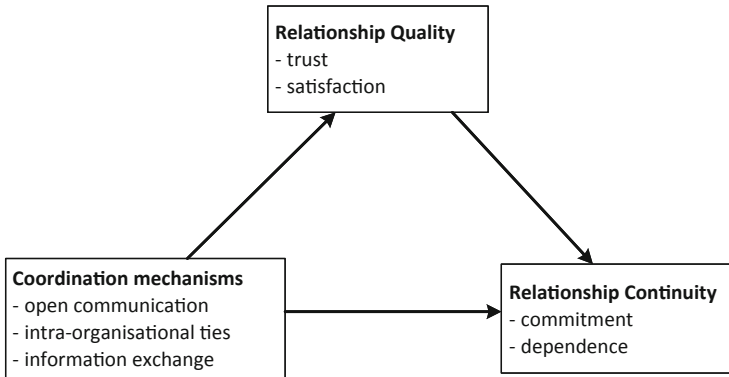 Relationship Quality
- trust
- satisfaction
Coordination mechanisms
- open communication
- intra-organisational ties
- information exchange
Relationship Continuity
- commitment
- dependence